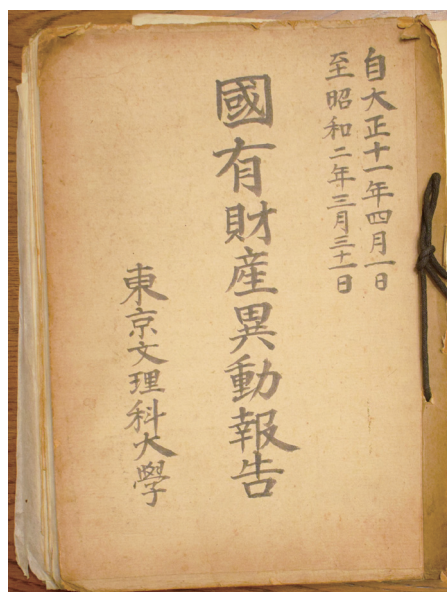 自大正十一年四月一日
至昭和二年三月三十一日
國有財産異動報告
東京文理科大學